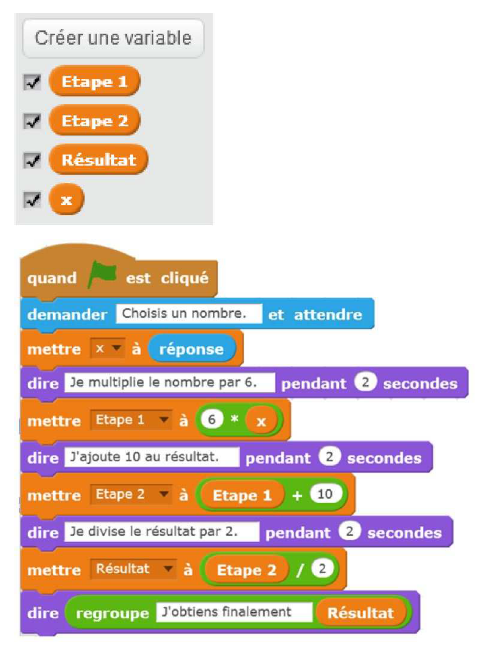 Créer une variable
Etape 1
Etape 2
Résultat
x
quand est cliqué
demander Choisis un nombre. et attendre
mettre x à réponse
dire Je multiplie le nombre par 6. pendant 2 secondes
mettre Etape 1 à 6 * x
dire J'ajoute 10 au résultat. pendant 2 secondes
mettre Etape 2 à Etape 1 + 10
dire Je divise le résultat par 2. pendant 2 secondes
mettre Résultat à Etape 2 / 2
dire regroupe J'obtiens finalement Résultat